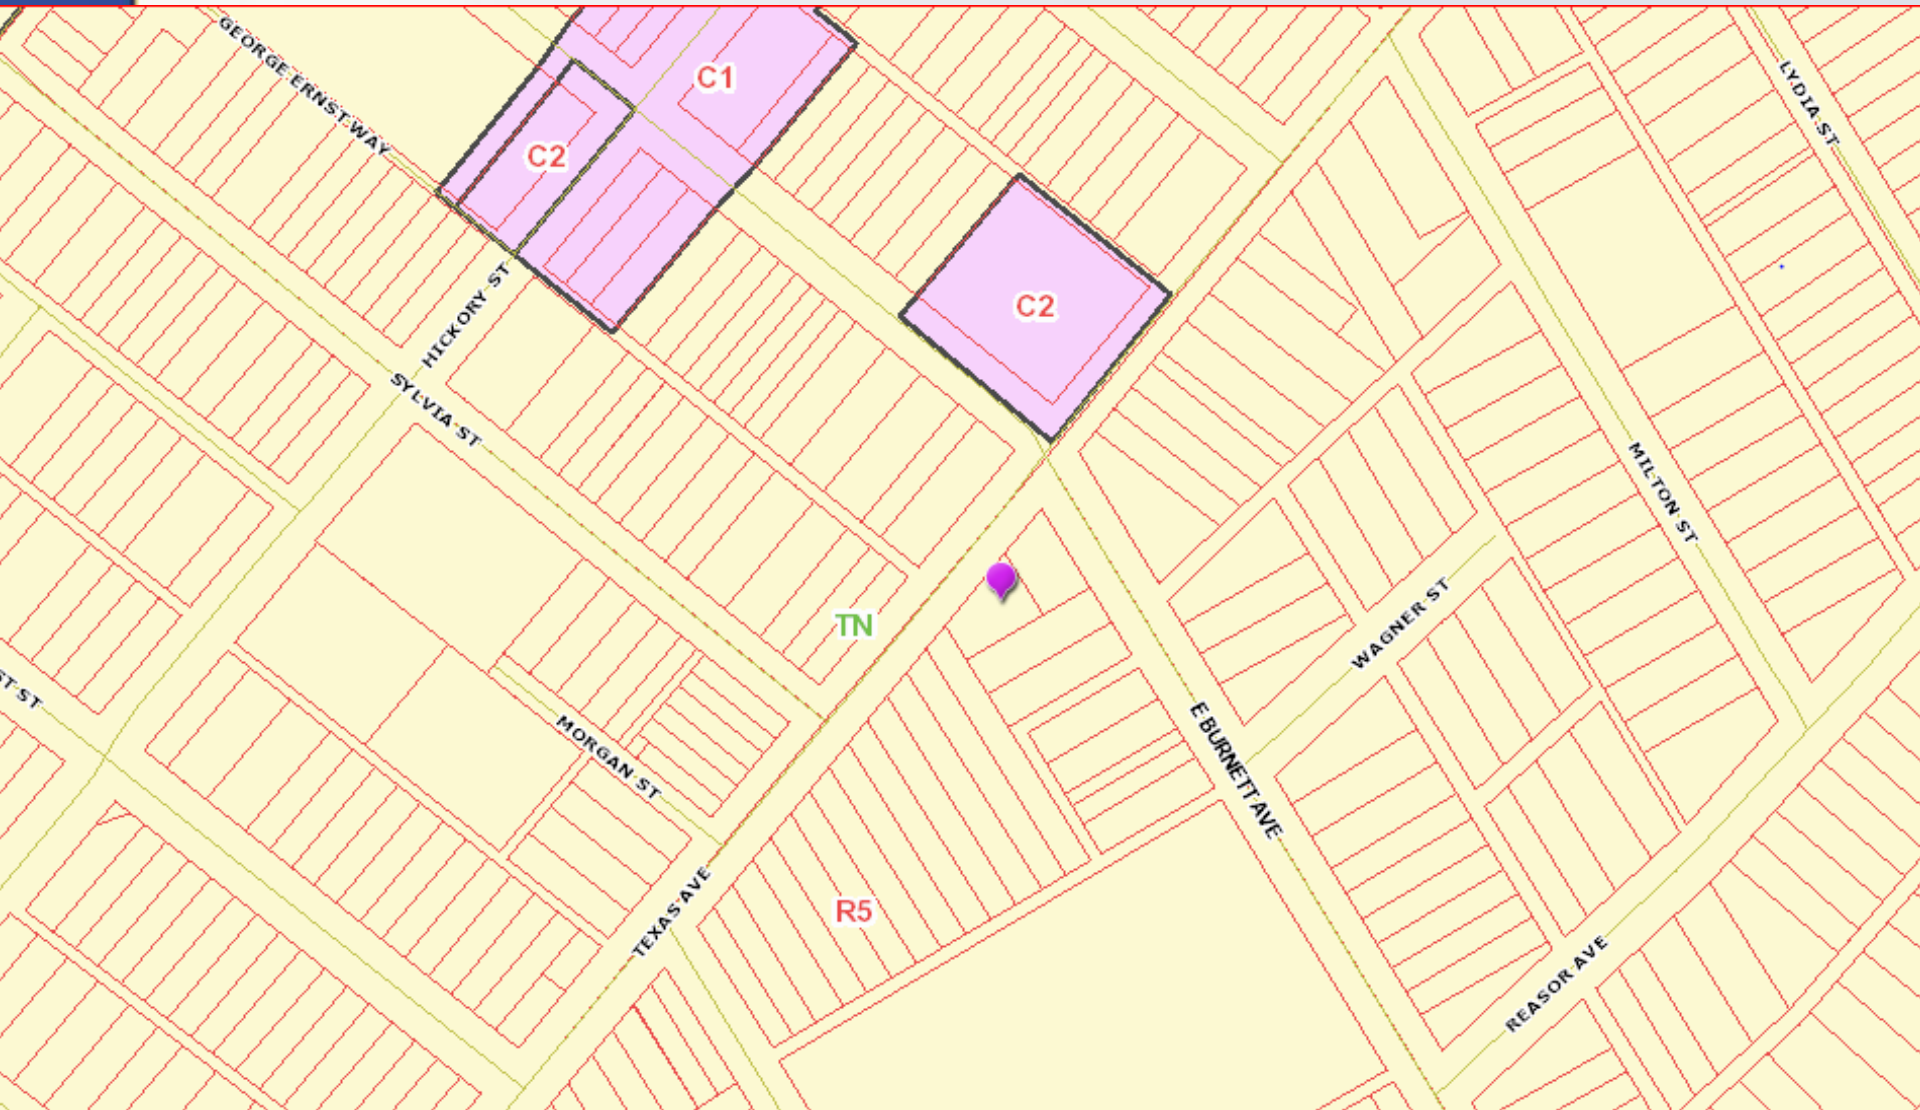 GEORGE ERNST WAY
C1
LYDIA ST
C2
HICKORY ST
C2
SYLVIA ST
MILTON ST
TN
WAGNER ST
ST ST
MORGAN ST
E BURNETT AVE
TEXAS AVE
R5
REASOR AVE